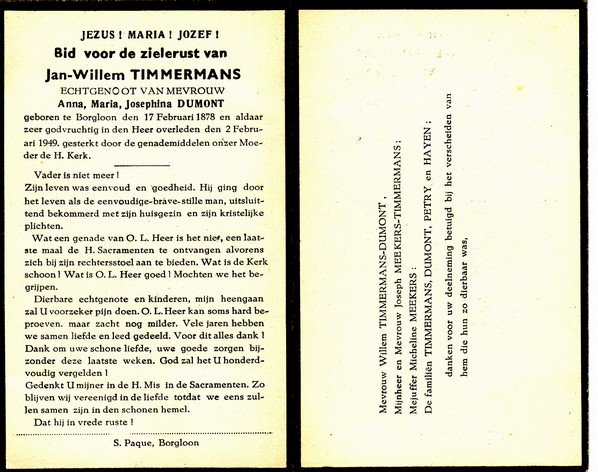 JEZUS ! MARIA ! JOZEF !
Bid voor de zielerust van
Jan-Willem TIMMERMANS
ECHTGENOOT VAN MEVROUW
Anna, Maria, Josephina DUMONT
geboren te Borgloon den 17 Februari 1878 en aldaar
zeer godvruchtig in den Heer overleden den 2 Febru-
ari 1949. gesterkt door de genademiddelen onzer Moe-
der de H. Kerk.
Vader is niet meer !
Zijn leven was eenvoud en goedheid. Hij ging door
het leven als de eenvoudige-brave-stille man, uitsluit-
tend bekommerd met zijn huisgezin en zijn kristelijke
plichten.
Wat een genade van O. L. Heer is het niet, een laat-
ste maal de H. Sacramenten te ontvangen alvorens
zich bij zijn rechtersstoel aan te bieden. Wat is de Kerk
schoon ! Wat is O. L. Heer goed ! Mochten we het be-
grijpen.
Dierbare echtgenote en kinderen, mijn heengaan
zal U voorzeker pijn doen. O. L. Heer kan soms hard be-
proeven. maar zacht nog milder. Vele jaren hebben
we samen liefde en leed gedeeld. Voor dit alles dank !
Dank om uwe schone liefde, uwe goede zorgen bij-
zonder deze laatste weken. God zal het U honderd-
voudig vergelden !
Gedenkt U mijner in de H. Mis in de Sacramenten. Zo
blijven wij vereenigd in de liefde totdat we eens zul-
len samen zijn in den schonen hemel.
Dat hij in vrede ruste !
S. Paque, Borgloon
Mevrouw Willem TIMMERMANS-DUMONT,
Mijnheer en Mevrouw Joseph MEEKERS-TIMMERMANS ;
Mejuffer Micheline MEEKERS ;
De familiën TIMMERMANS, DUMONT, PETRY en HAYEN ;
danken voor uw deelneming betuigd bij het verscheiden van
hem die hun zo dierbaar was,